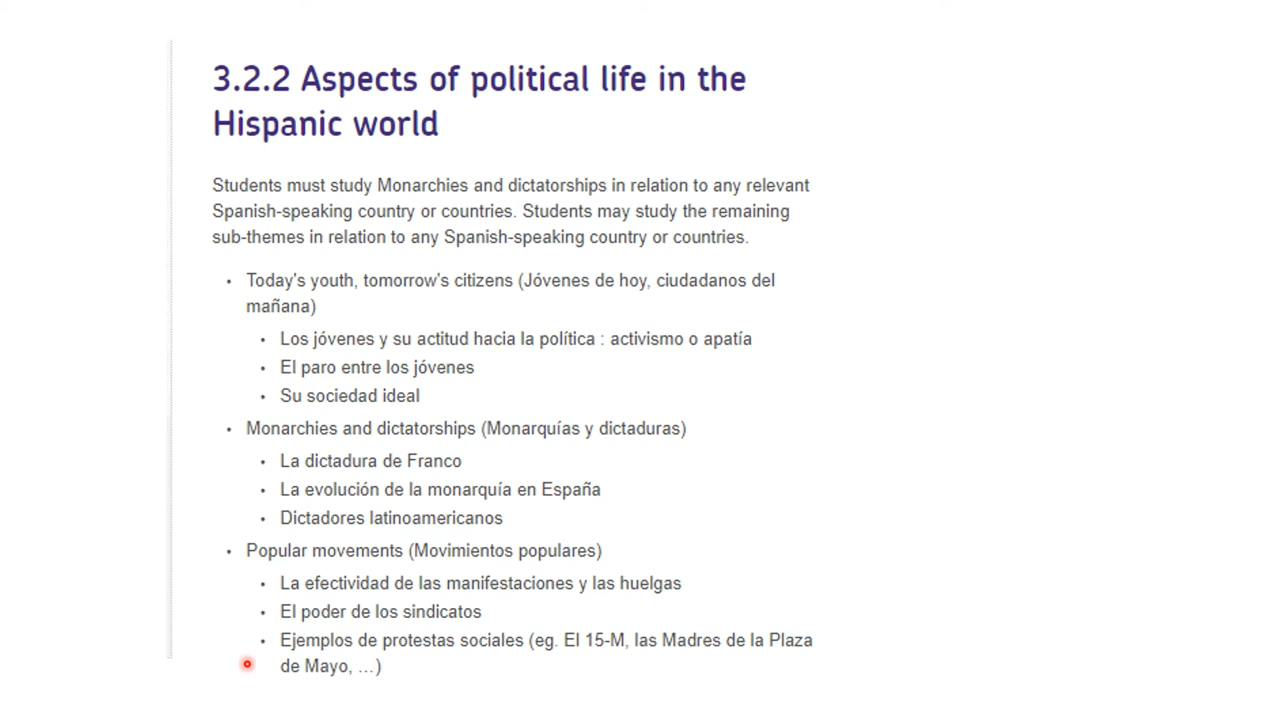 3.2.2 Aspects of political life in the
Hispanic world
Students must study Monarchies and dictatorships in relation to any relevant
Spanish-speaking country or countries. Students may study the remaining
sub-themes in relation to any Spanish-speaking country or countries.
• Today's youth, tomorrow's citizens (Jóvenes de hoy, ciudadanos del
mañana)
• Los jóvenes y su actitud hacia la política : activismo o apatía
• El paro entre los jóvenes
• Su sociedad ideal
• Monarchies and dictatorships (Monarquías y dictaduras)
• La dictadura de Franco
• La evolución de la monarquía en España
• Dictadores latinoamericanos
• Popular movements (Movimientos populares)
• La efectividad de las manifestaciones y las huelgas
• El poder de los sindicatos
• Ejemplos de protestas sociales (eg. El 15-M, las Madres de la Plaza
de Mayo, …)